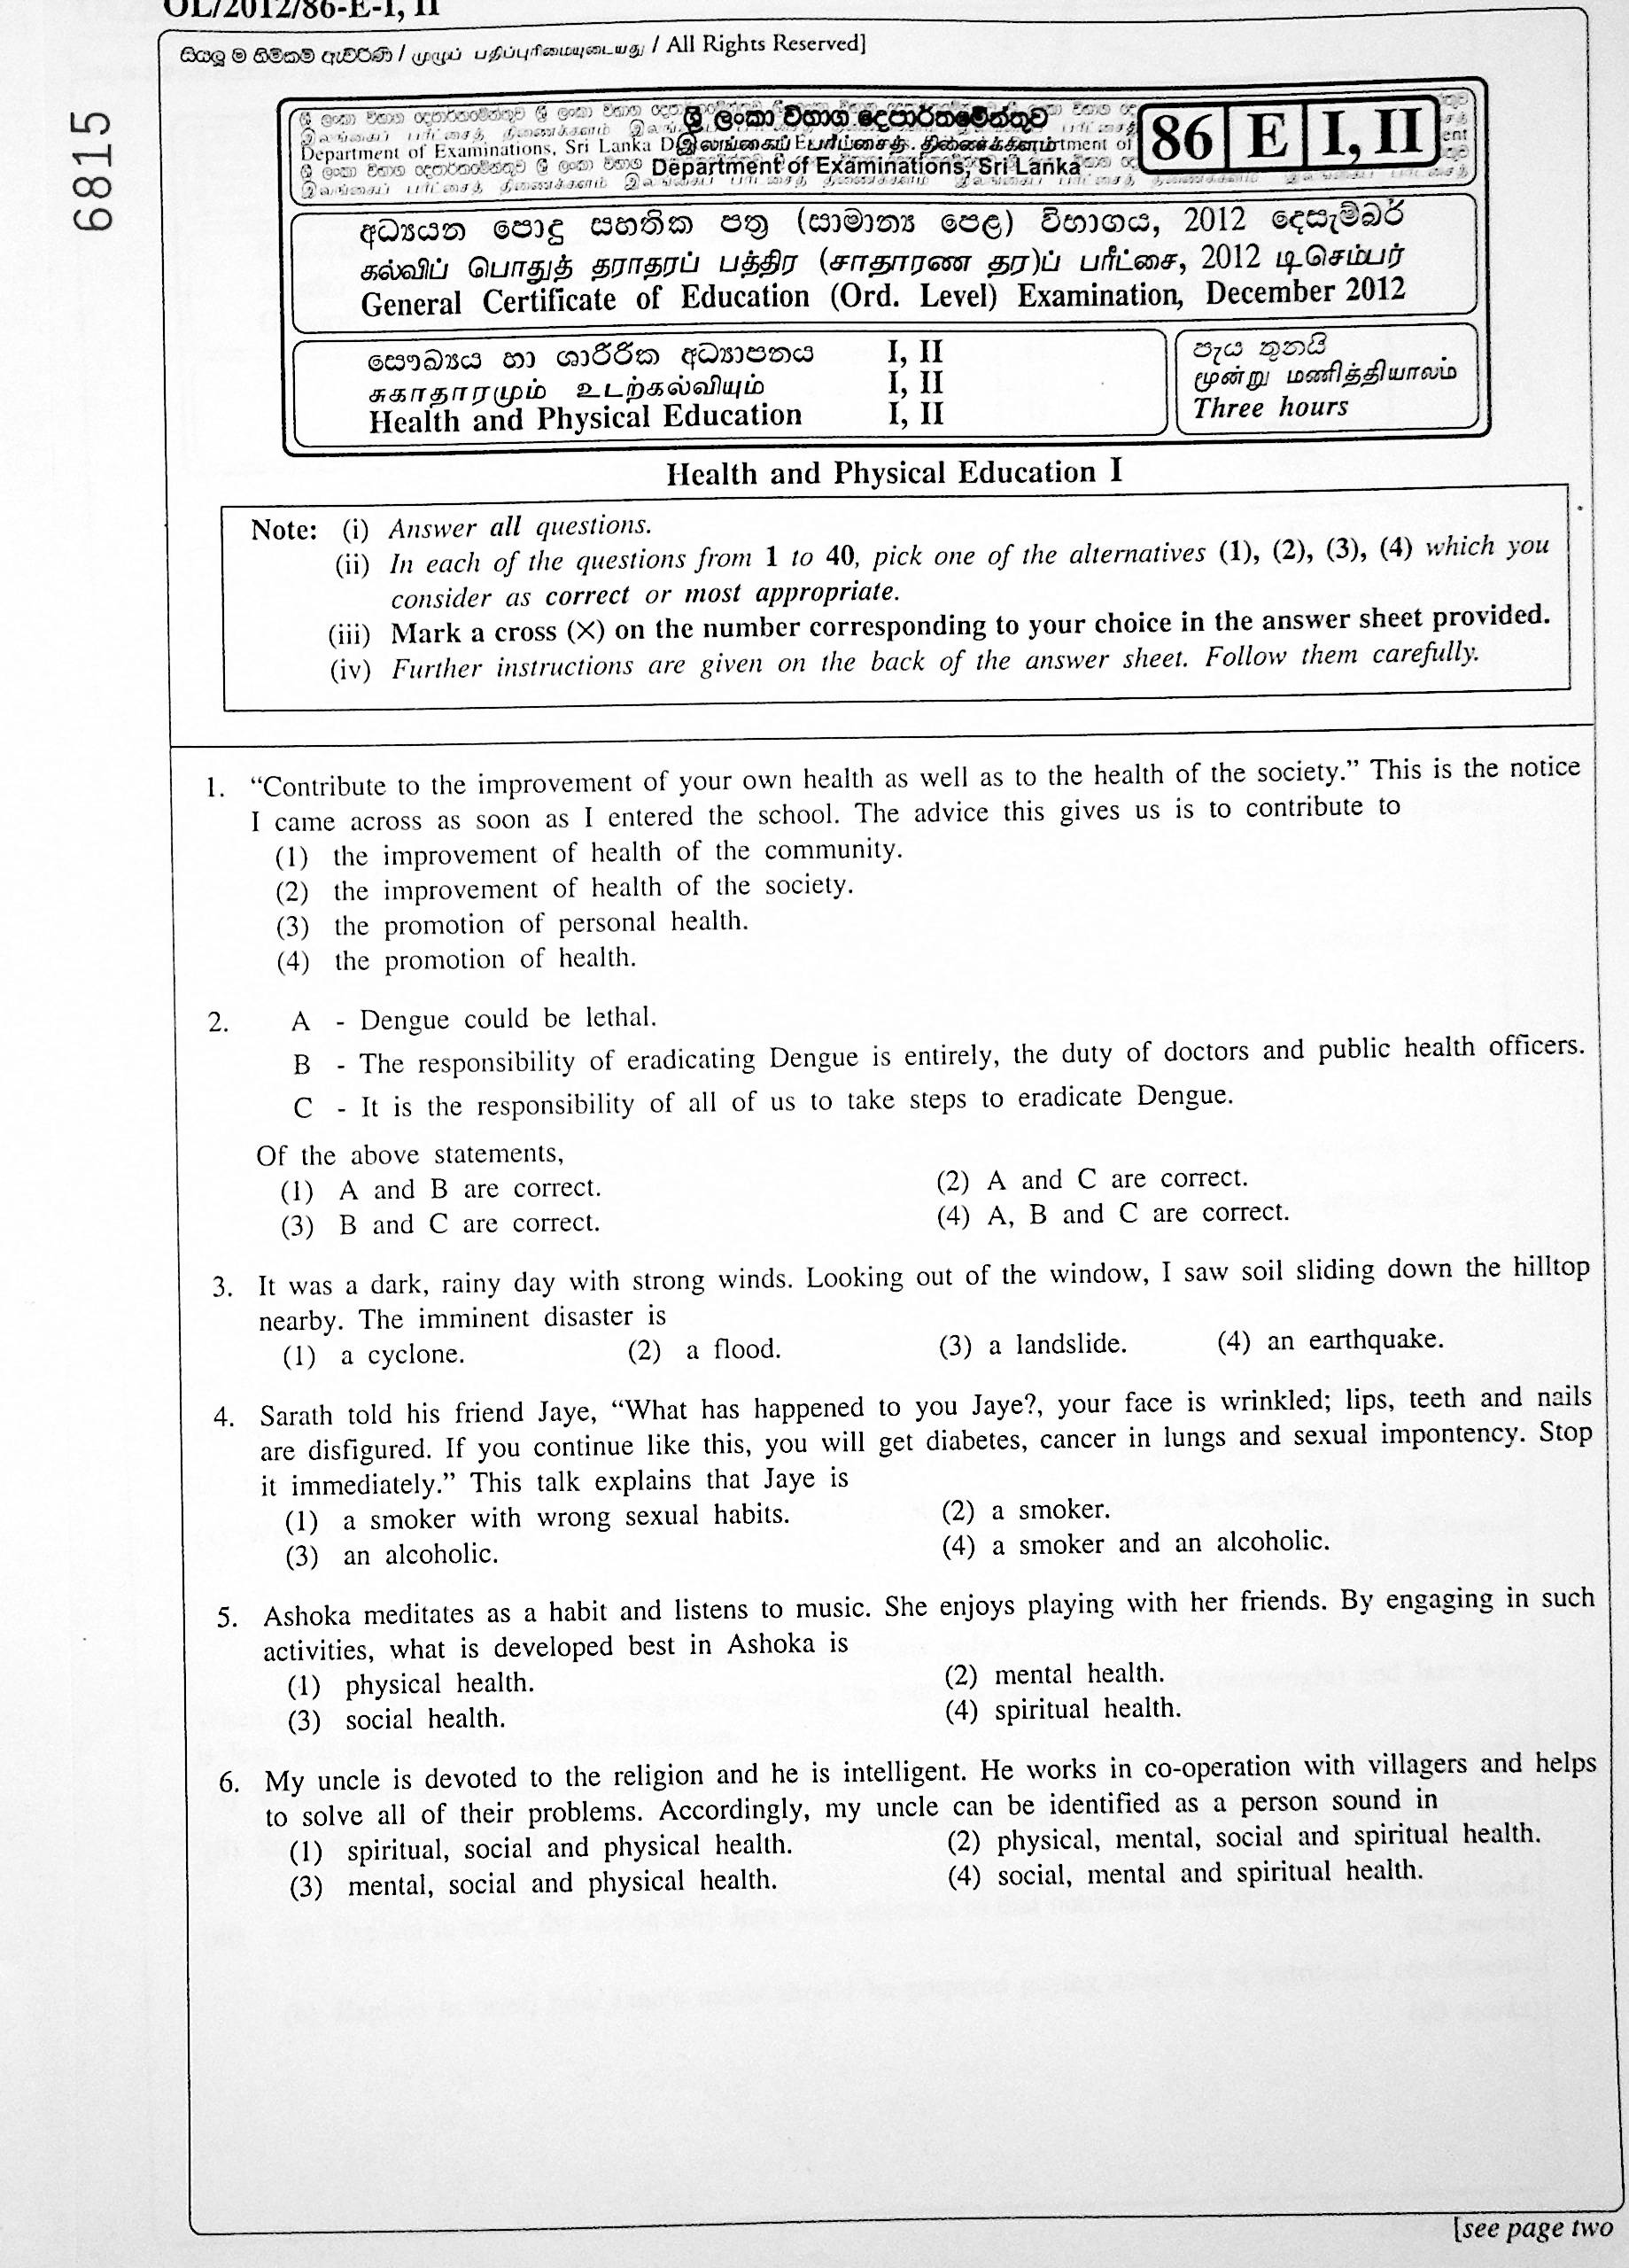 OL/2012/86-E-I, II
සියලු ම හිමිකම් ඇවිරිණි / முழுப் பதிப்புரிமையுடையது / All Rights Reserved]
6815
ශ්‍රී ලංකා විභාග දෙපාර්තමේන්තුව
இலங்கைப் பரீட்சைத் திணைக்களம்
Department of Examinations, Sri Lanka
86 E I, II
අධ්‍යයන පොදු සහතික පත්‍ර (සාමාන්‍ය පෙළ) විභාගය, 2012 දෙසැම්බර්
கல்விப் பொதுத் தராதரப் பத்திர (சாதாரண தர)ப் பரீட்சை, 2012 டிசெம்பர்
General Certificate of Education (Ord. Level) Examination, December 2012
සෞඛ්‍යය හා ශාරීරික අධ්‍යාපනය I, II
சுகாதாரமும் உடற்கல்வியும் I, II
Health and Physical Education I, II
පැය තුනයි
மூன்று மணித்தியாலம்
Three hours
Health and Physical Education I
Note: (i) Answer all questions.
(ii) In each of the questions from 1 to 40, pick one of the alternatives (1), (2), (3), (4) which you
consider as correct or most appropriate.
(iii) Mark a cross (X) on the number corresponding to your choice in the answer sheet provided.
(iv) Further instructions are given on the back of the answer sheet. Follow them carefully.
1. “Contribute to the improvement of your own health as well as to the health of the society.” This is the notice
I came across as soon as I entered the school. The advice this gives us is to contribute to
(1) the improvement of health of the community.
(2) the improvement of health of the society.
(3) the promotion of personal health.
(4) the promotion of health.
2. A - Dengue could be lethal.
B - The responsibility of eradicating Dengue is entirely, the duty of doctors and public health officers.
C - It is the responsibility of all of us to take steps to eradicate Dengue.
Of the above statements,
(1) A and B are correct. (2) A and C are correct.
(3) B and C are correct. (4) A, B and C are correct.
3. It was a dark, rainy day with strong winds. Looking out of the window, I saw soil sliding down the hilltop
nearby. The imminent disaster is
(1) a cyclone. (2) a flood. (3) a landslide. (4) an earthquake.
4. Sarath told his friend Jaye, “What has happened to you Jaye?, your face is wrinkled; lips, teeth and nails
are disfigured. If you continue like this, you will get diabetes, cancer in lungs and sexual impontency. Stop
it immediately.” This talk explains that Jaye is
(1) a smoker with wrong sexual habits. (2) a smoker.
(3) an alcoholic. (4) a smoker and an alcoholic.
5. Ashoka meditates as a habit and listens to music. She enjoys playing with her friends. By engaging in such
activities, what is developed best in Ashoka is
(1) physical health. (2) mental health.
(3) social health. (4) spiritual health.
6. My uncle is devoted to the religion and he is intelligent. He works in co-operation with villagers and helps
to solve all of their problems. Accordingly, my uncle can be identified as a person sound in
(1) spiritual, social and physical health. (2) physical, mental, social and spiritual health.
(3) mental, social and physical health. (4) social, mental and spiritual health.
[see page two